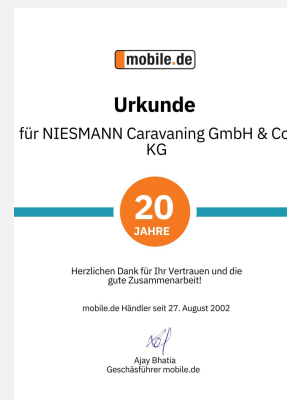 mobile.de
Urkunde
für NIESMANN Caravaning GmbH & Co
KG
20
JAHRE
Herzlichen Dank für Ihr Vertrauen und die
gute Zusammenarbeit!
mobile.de Händler seit 27. August 2002
Ajay Bhatia
Geschäsführer mobile.de